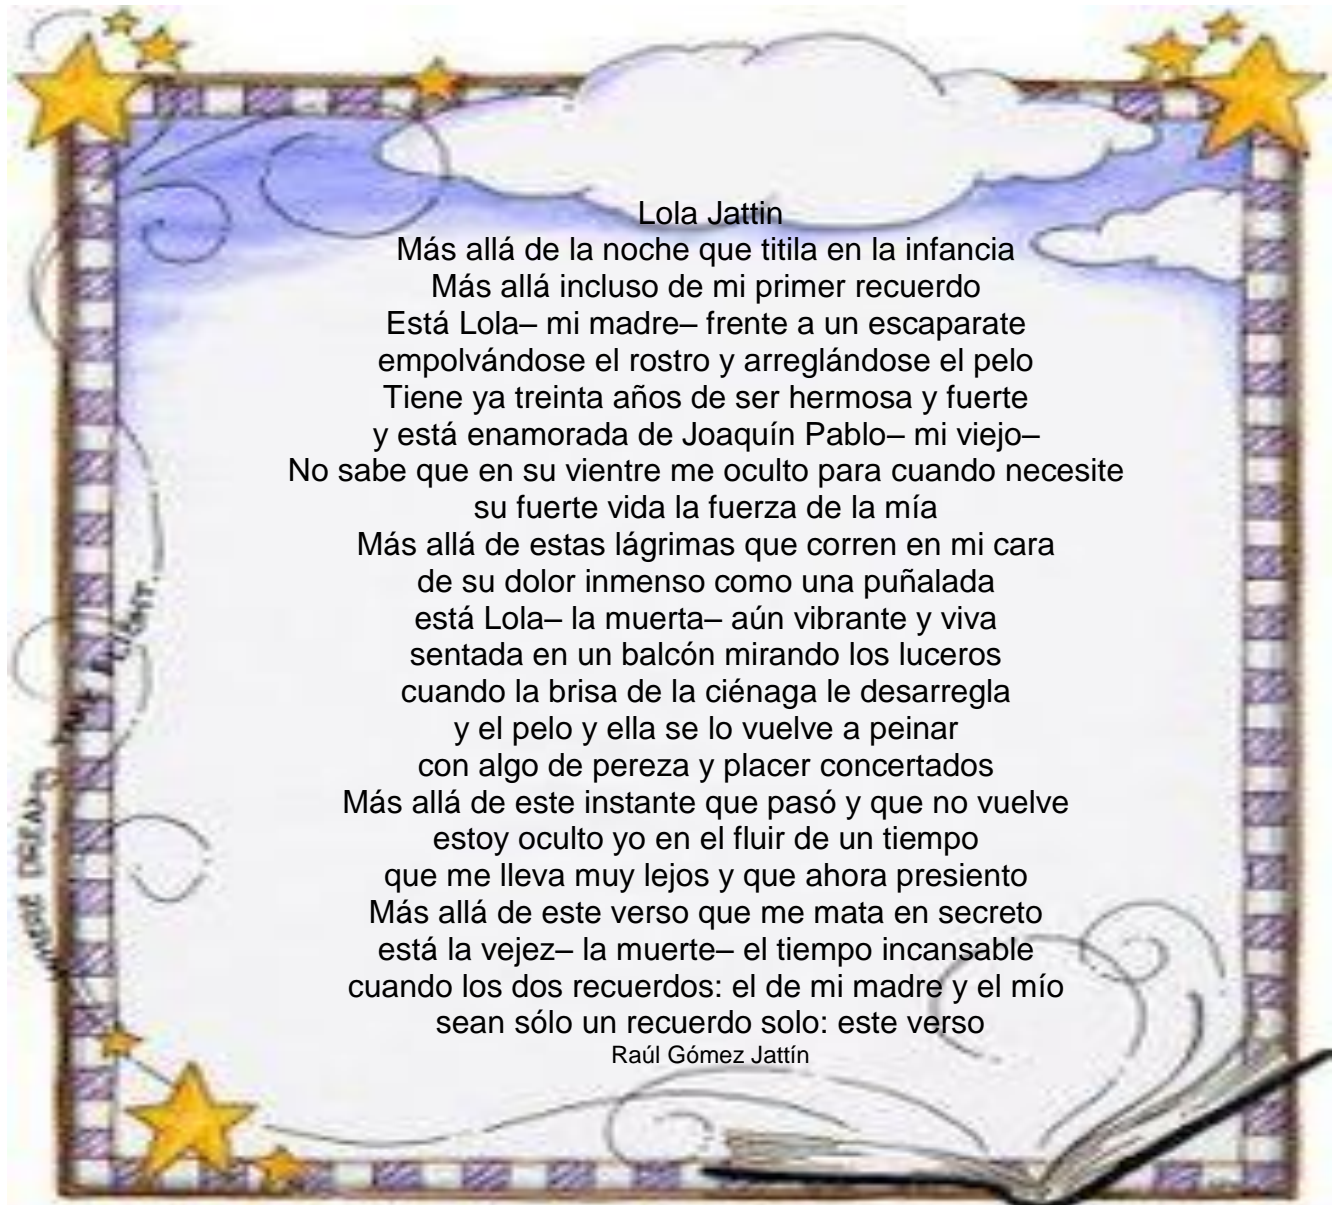 Lola Jattin
Más allá de la noche que titila en la infancia
Más allá incluso de mi primer recuerdo
Está Lola– mi madre– frente a un escaparate
empolvándose el rostro y arreglándose el pelo
Tiene ya treinta años de ser hermosa y fuerte
y está enamorada de Joaquín Pablo– mi viejo–
No sabe que en su vientre me oculto para cuando necesite
su fuerte vida la fuerza de la mía
Más allá de estas lágrimas que corren en mi cara
de su dolor inmenso como una puñalada
está Lola– la muerta– aún vibrante y viva
sentada en un balcón mirando los luceros
cuando la brisa de la ciénaga le desarregla
y el pelo y ella se lo vuelve a peinar
con algo de pereza y placer concertados
Más allá de este instante que pasó y que no vuelve
estoy oculto yo en el fluir de un tiempo
que me lleva muy lejos y que ahora presiento
Más allá de este verso que me mata en secreto
está la vejez– la muerte– el tiempo incansable
cuando los dos recuerdos: el de mi madre y el mío
sean sólo un recuerdo solo: este verso
Raúl Gómez Jattín